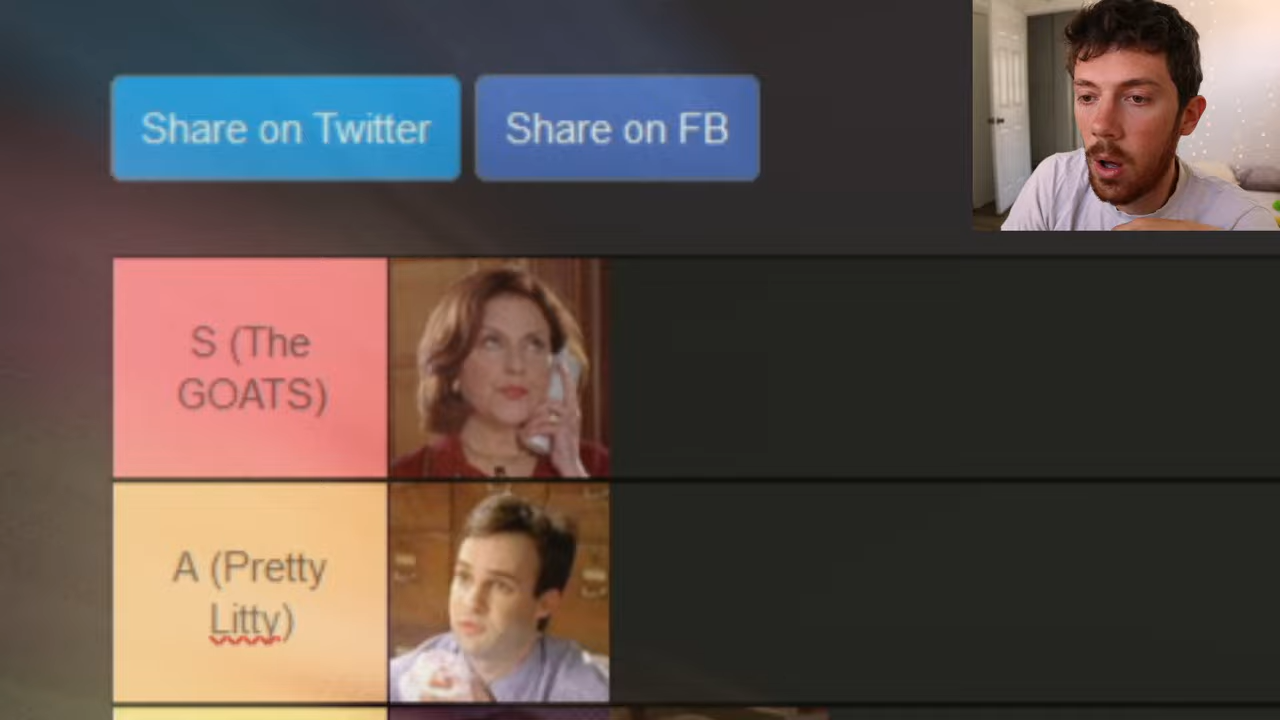 Share on Twitter
Share on FB
S (The
GOATS)
A (Pretty
Litty)